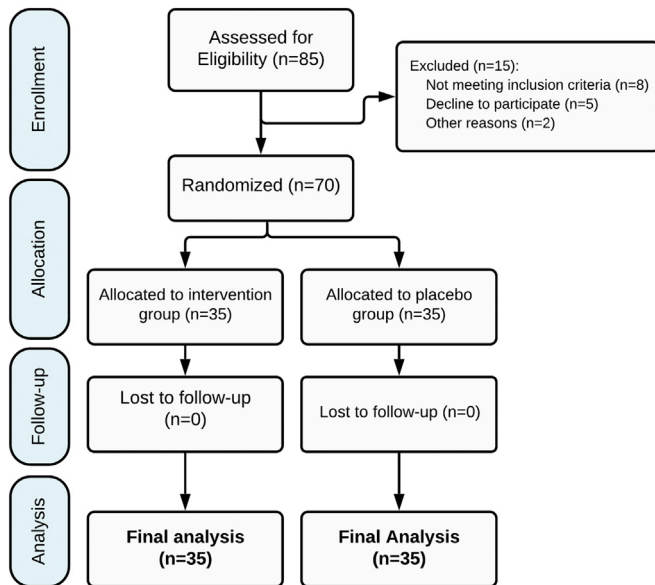 Enrollment
Assessed for
Eligibility (n=85)
Excluded (n=15):
Not meeting inclusion criteria (n=8)
Decline to participate (n=5)
Other reasons (n=2)
Randomized (n=70)
Allocation
Allocated to intervention
group (n=35)
Allocated to placebo
group (n=35)
Follow-up
Lost to follow-up
(n=0)
Lost to follow-up (n=0)
Analysis
Final analysis
(n=35)
Final Analysis
(n=35)